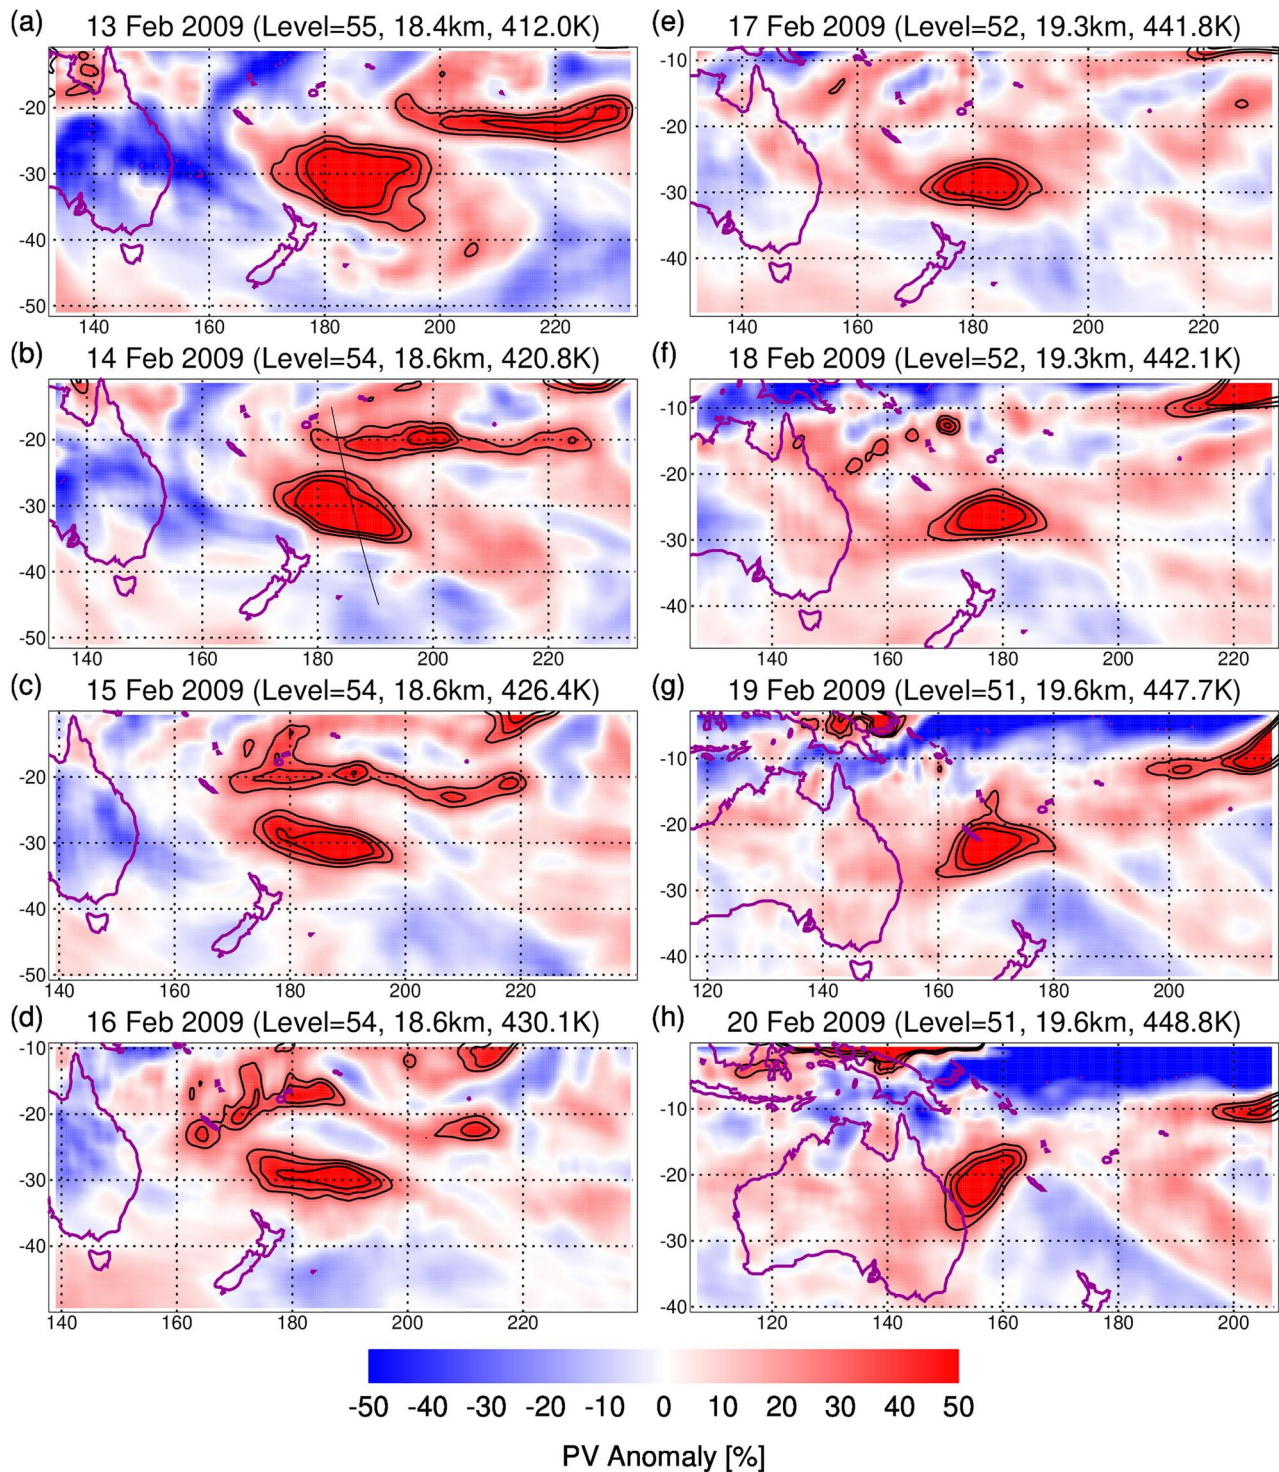 (a) 13 Feb 2009 (Level=55, 18.4km, 412.0K)
-20
-30
-40
-50
140 160 180 200 220
(b) 14 Feb 2009 (Level=54, 18.6km, 420.8K)
-20
-30
-40
-50
140 160 180 200 220
(c) 15 Feb 2009 (Level=54, 18.6km, 426.4K)
-10
-20
-30
-40
-50
140 160 180 200 220
(d) 16 Feb 2009 (Level=54, 18.6km, 430.1K)
-10
-20
-30
-40
140 160 180 200 220
(e) 17 Feb 2009 (Level=52, 19.3km, 441.8K)
-10
-20
-30
-40
140 160 180 200 220
(f) 18 Feb 2009 (Level=52, 19.3km, 442.1K)
-10
-20
-30
-40
140 160 180 200 220
(g) 19 Feb 2009 (Level=51, 19.6km, 447.7K)
-10
-20
-30
-40
120 140 160 180 200
(h) 20 Feb 2009 (Level=51, 19.6km, 448.8K)
0
-10
-20
-30
-40
120 140 160 180 200
-50 -40 -30 -20 -10 0 10 20 30 40 50
PV Anomaly [%]